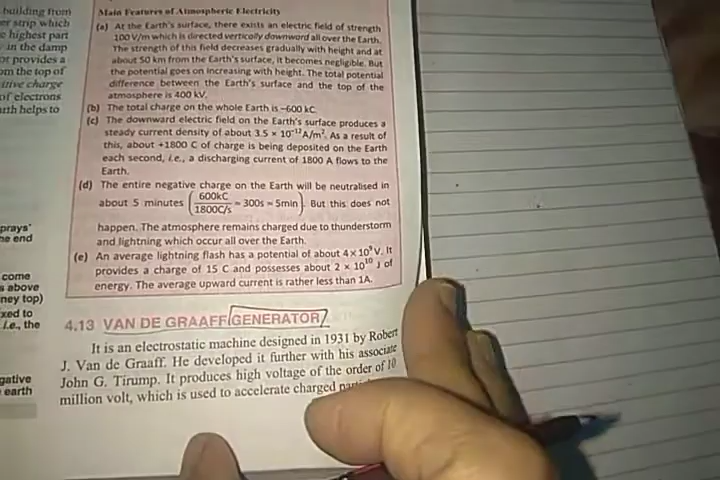 building from
er strip which
e highest part
in the damp
or provides a
om the top of
itive charge
of electrons
arth helps to
prays'
he end
come
s above
ney top)
xed to
i.e., the
gative
earth
Main Features of Atmospheric Electricity
(a) At the Earth's surface, there exists an electric field of strength
100 V/m which is directed vertically downward all over the Earth.
The strength of this field decreases gradually with height and at
about 50 km from the Earth's surface, it becomes negligible. But
the potential goes on increasing with height. The total potential
difference between the Earth's surface and the top of the
atmosphere is 400 kV.
(b) The total charge on the whole Earth is –600 kC.
(c) The downward electric field on the Earth's surface produces a
steady current density of about 3.5 × 10⁻¹² A/m². As a result of
this, about +1800 C of charge is being deposited on the Earth
each second, i.e., a discharging current of 1800 A flows to the
Earth.
(d) The entire negative charge on the Earth will be neutralised in
about 5 minutes (600kC/1800C/s ≈ 300s = 5min). But this does not
happen. The atmosphere remained charged due to thunderstorm
and lightning which occur all over the Earth.
(e) An average lightning flash has a potential of about 4 × 10⁹ V. It
provides a charge of 15 C and possesses about 2 × 10¹⁰ J of
energy. The average upward current is rather less than 1A.
4.13 VAN DE GRAAFF GENERATOR
It is an electrostatic machine designed in 1931 by Robert
J. Van de Graaff. He developed it further with his associate
John G. Tirump. It produces high voltage of the order of 10
million volt, which is used to accelerate charged